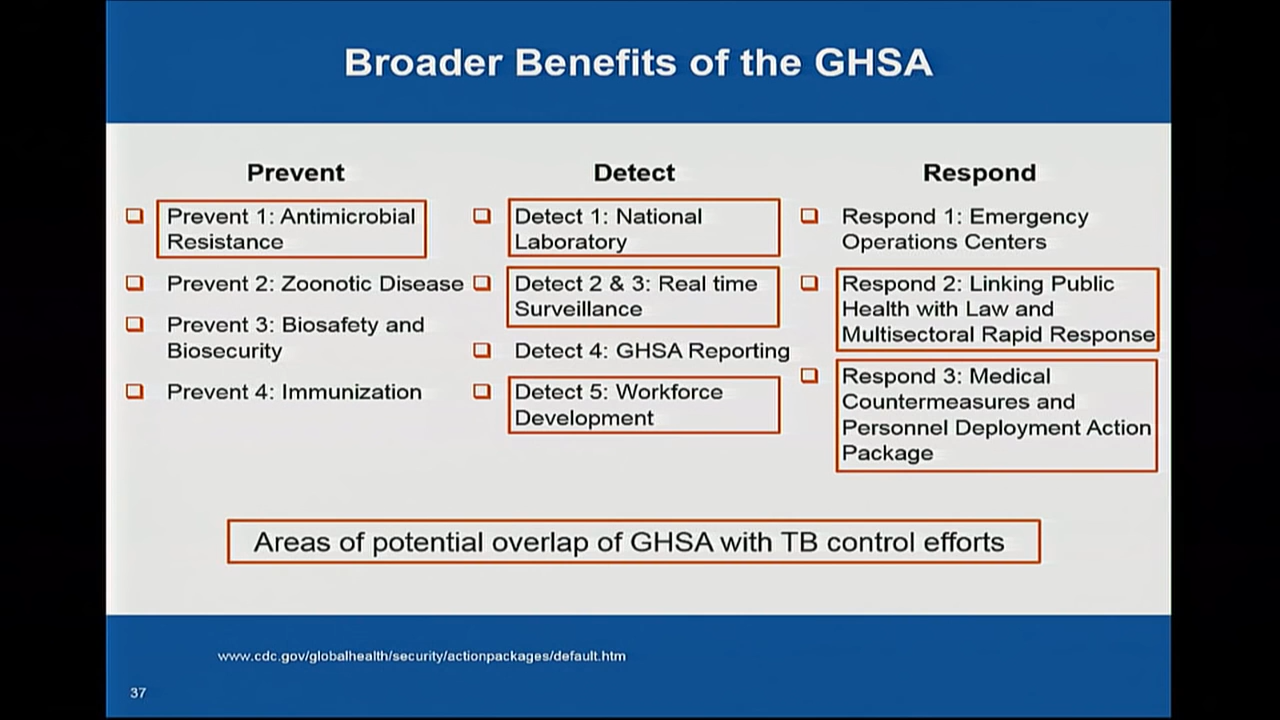 Broader Benefits of the GHSA
Prevent
Prevent 1: Antimicrobial
Resistance
Prevent 2: Zoonotic Disease
Prevent 3: Biosafety and
Biosecurity
Prevent 4: Immunization
Detect
Detect 1: National
Laboratory
Detect 2 & 3: Real time
Surveillance
Detect 4: GHSA Reporting
Detect 5: Workforce
Development
Respond
Respond 1: Emergency
Operations Centers
Respond 2: Linking Public
Health with Law and
Multisectoral Rapid Response
Respond 3: Medical
Countermeasures and
Personnel Deployment Action
Package
Areas of potential overlap of GHSA with TB control efforts
www.cdc.gov/globalhealth/security/actionpackages/default.htm
37